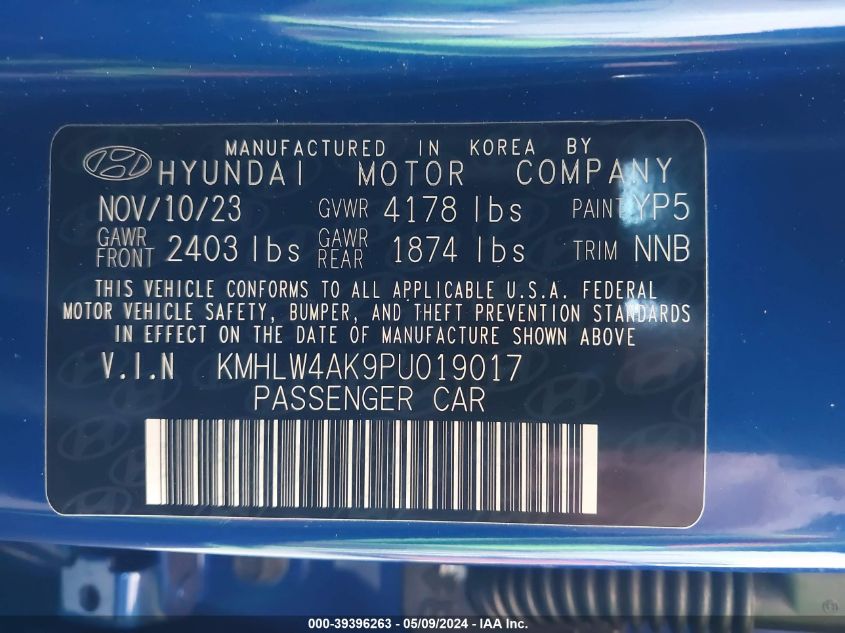 MANUFACTURED IN KOREA BY
HYUNDAI MOTOR COMPANY
NOV/10/23 GVWR 4178 lbs PAINT YP5
GAWR FRONT 2403 lbs GAWR REAR 1874 lbs TRIM NNB
THIS VEHICLE CONFORMS TO ALL APPLICABLE U.S.A. FEDERAL
MOTOR VEHICLE SAFETY, BUMPER, AND THEFT PREVENTION STANDARDS
IN EFFECT ON THE DATE OF MANUFACTURE SHOWN ABOVE
V.I.N KMHLW4AK9PU019017
PASSENGER CAR
000-39396263 - 05/09/2024 - IAA Inc.